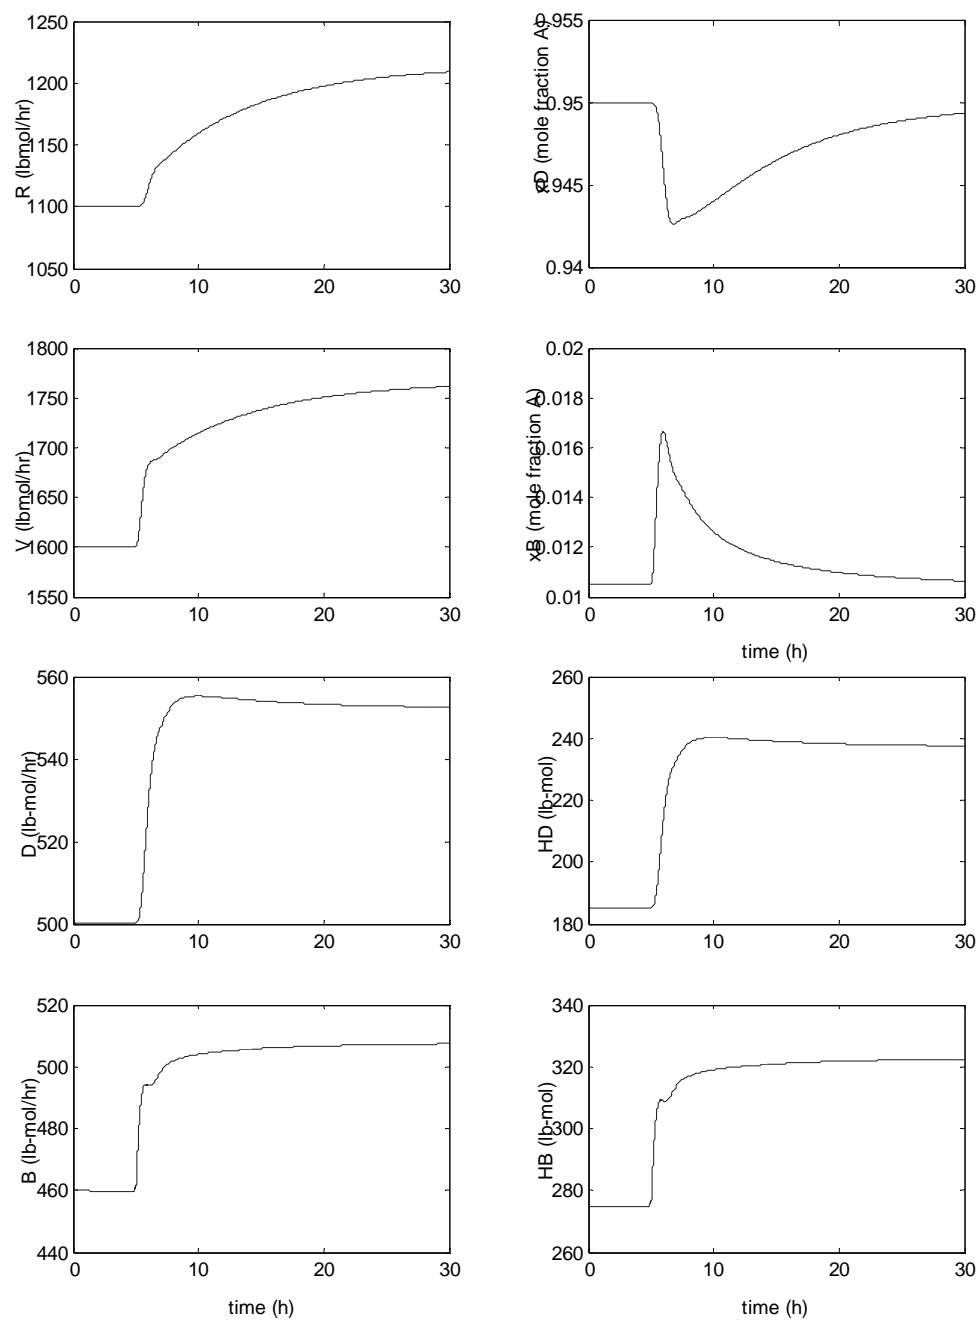 1250
1200
1150
1100
1050
R (lbmol/hr)
0 10 20 30
0.955
0.95
0.945
0.94
xD (mole fraction A)
0 10 20 30
1800
1750
1700
1650
1600
1550
V (lbmol/hr)
0 10 20 30
0.02
0.018
0.016
0.014
0.012
0.01
xB (mole fraction A)
0 10 20 30
time (h)
560
540
520
500
D (lb-mol/hr)
0 10 20 30
260
240
220
200
180
HD (lb-mol)
0 10 20 30
520
500
480
460
440
B (lb-mol/hr)
0 10 20 30
time (h)
340
320
300
280
260
HB (lb-mol)
0 10 20 30
time (h)